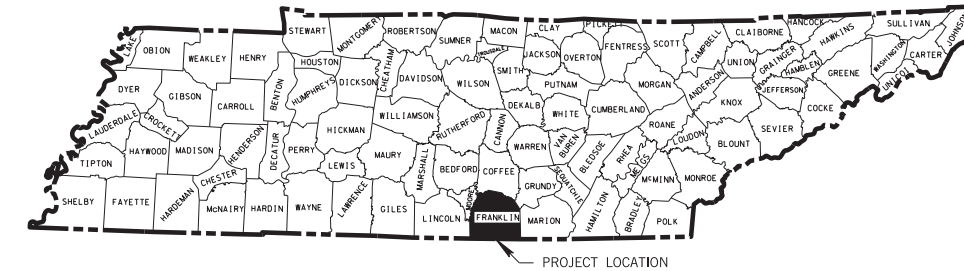 LAKE
OBION
WEAKLEY
HENRY
STEWART
MONTGOMERY
ROBERTSON
SUMNER
MACON
CLAY
PICKETT
FENTRESS
SCOTT
CAMPBELL
CLAIBORNE
HANCOCK
HAWKINS
SULLIVAN
JOHNSON
DYER
GIBSON
CARROLL
BENTON
HOUSTON
HUMPHREYS
DICKSON
CHEATHAM
DAVIDSON
WILSON
TROUSDALE
SMITH
JACKSON
OVERTON
PUTNAM
MORGAN
ANDERSON
UNION
GRAINGER
HAMBLEN
JEFFERSON
GREENE
WASHINGTON
UNICOI
CARTER
LAUDERDALE
CROCKETT
HAYWOOD
MADISON
HENDERSON
DECATUR
PERRY
HICKMAN
WILLIAMSON
RUTHERFORD
CANNON
DEKALB
WHITE
CUMBERLAND
ROANE
KNOX
LOUDON
BLOUNT
SEVIER
COCKE
TIPTON
CHESTER
LEWIS
MAURY
MARSHALL
BEDFORD
COFFEE
WARREN
VAN
BUREN
BLEDSOE
RHEA
MEIGS
McMINN
MONROE
SHELBY
FAYETTE
HARDEMAN
McNAIRY
HARDIN
WAYNE
LAWRENCE
GILES
LINCOLN
MOORE
FRANKLIN
GRUNDY
SEQUATCHIE
MARION
HAMILTON
BRADLEY
POLK
PROJECT LOCATION